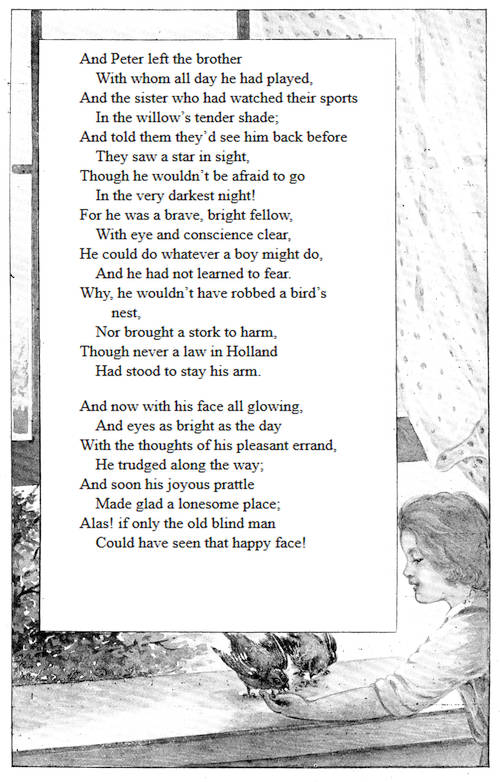 And Peter left the brother
With whom all day he had played,
And the sister who had watched their sports
In the willow's tender shade;
And told them they'd see him back before
They saw a star in sight,
Though he wouldn't be afraid to go
In the very darkest night!
For he was a brave, bright fellow,
With eye and conscience clear,
He could do whatever a boy might do,
And he had not learned to fear.
Why, he wouldn't have robbed a bird's
nest,
Nor brought a stork to harm,
Though never a law in Holland
Had stood to stay his arm.
And now with his face all glowing,
And eyes as bright as the day
With the thoughts of his pleasant errand,
He trudged along the way;
And soon his joyous prattle
Made glad a lonesome place;
Alas! if only the old blind man
Could have seen that happy face!